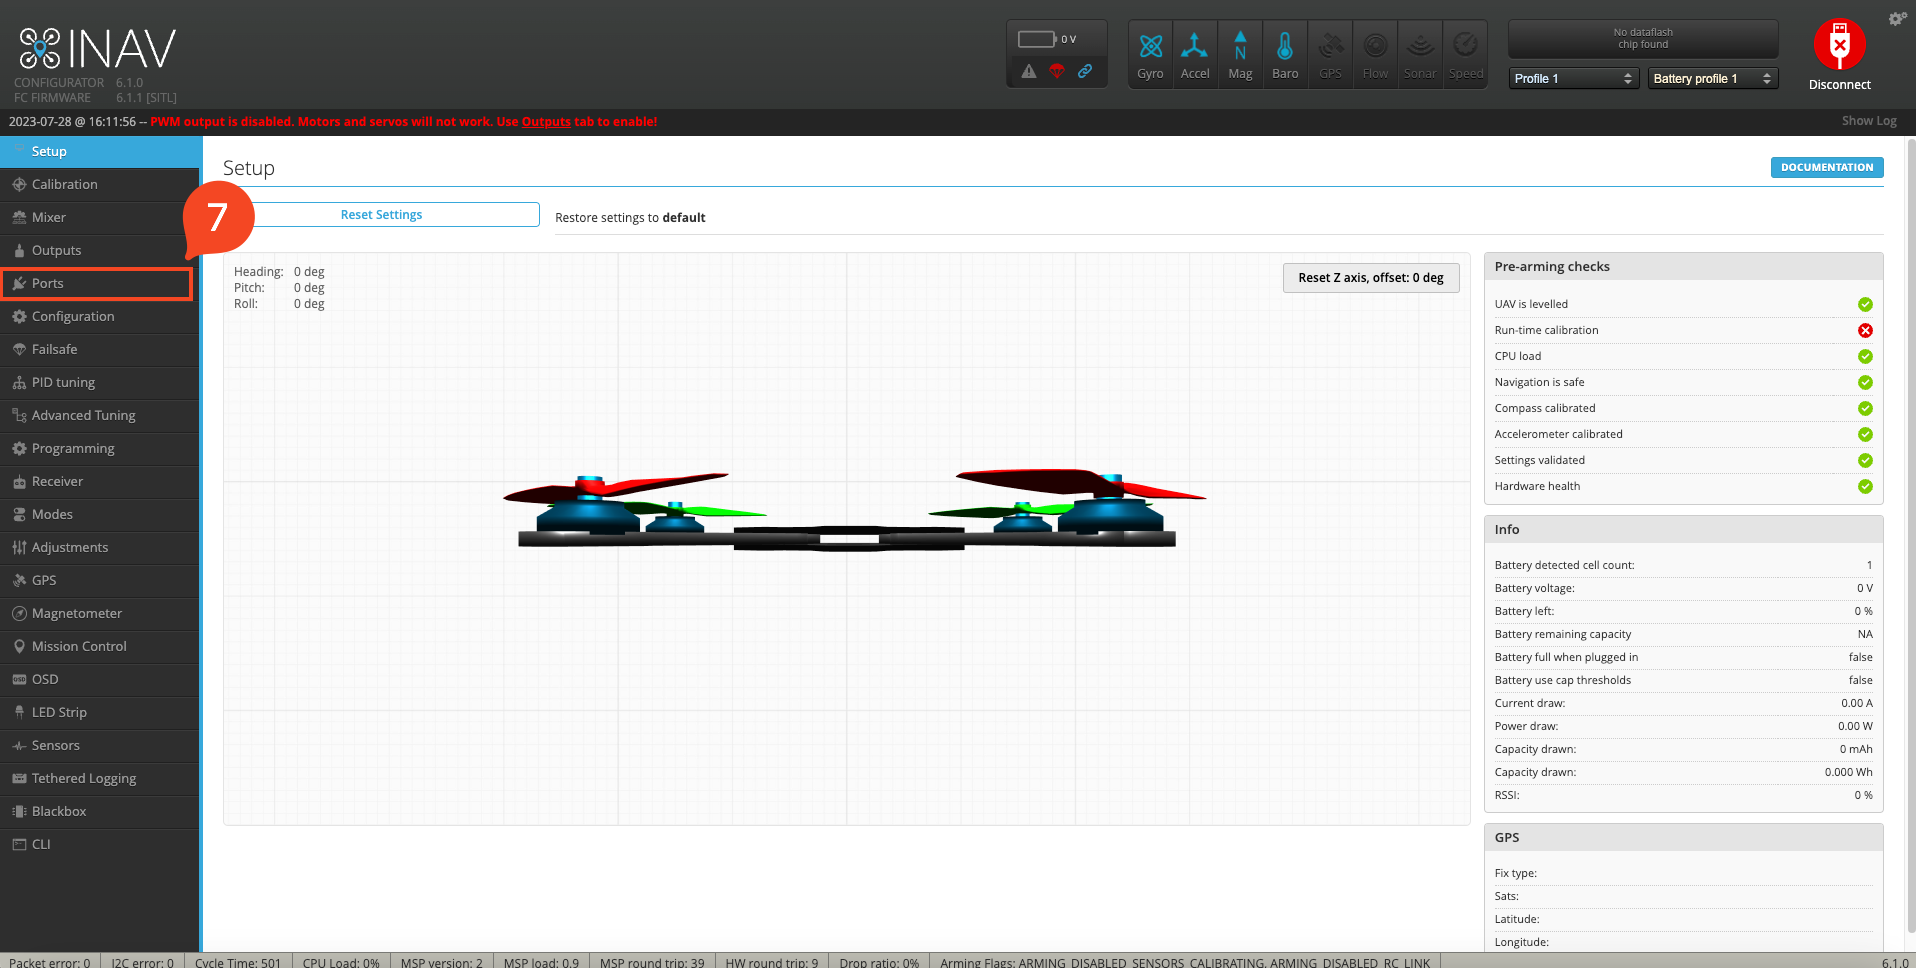 INAV
CONFIGURATOR 6.1.0
FC FIRMWARE 6.1.1 [SITL]
0 V
Gyro
Accel
N
Mag
Baro
GPS
Flow
Sonar
Speed
No dataflash
chip found
Profile 1
Battery profile 1
Disconnect
2023-07-28 @ 16:11:56 -- PWM output is disabled. Motors and servos will not work. Use Outputs tab to enable!
Show Log
Setup
Calibration
Mixer
Outputs
Ports
Configuration
Failsafe
PID tuning
Advanced Tuning
Programming
Receiver
Modes
Adjustments
GPS
Magnetometer
Mission Control
OSD
LED Strip
Sensors
Tethered Logging
Blackbox
CLI
7
Setup
DOCUMENTATION
Reset Settings
Restore settings to default
Heading: 0 deg
Pitch: 0 deg
Roll: 0 deg
Reset Z axis, offset: 0 deg
Pre-arming checks
UAV is levelled
Run-time calibration
CPU load
Navigation is safe
Compass calibrated
Accelerometer calibrated
Settings validated
Hardware health
Info
Battery detected cell count: 1
Battery voltage: 0 V
Battery left: 0 %
Battery remaining capacity NA
Battery full when plugged in false
Battery use cap thresholds false
Current draw: 0.00 A
Power draw: 0.00 W
Capacity drawn: 0 mAh
Capacity drawn: 0.000 Wh
RSSI: 0 %
GPS
Fix type:
Sats:
Latitude:
Longitude:
Packet error: 0
I2C error: 0
Cycle Time: 501
CPU Load: 0%
MSP version: 2
MSP load: 0.9
MSP round trip: 39
HW round trip: 9
Drop ratio: 0%
Arming Flags: ARMING_DISABLED_SENSORS_CALIBRATING, ARMING_DISABLED_RC_LINK
6.1.0